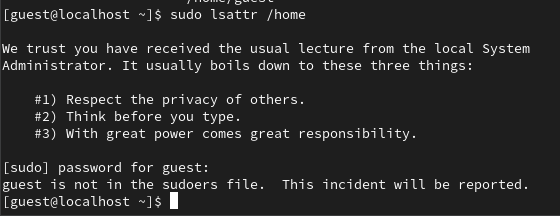 /home/guest
[guest@localhost ~]$ sudo lsattr /home
We trust you have received the usual lecture from the local System
Administrator. It usually boils down to these three things:
#1) Respect the privacy of others.
#2) Think before you type.
#3) With great power comes great responsibility.
[sudo] password for guest:
guest is not in the sudoers file.  This incident will be reported.
[guest@localhost ~]$